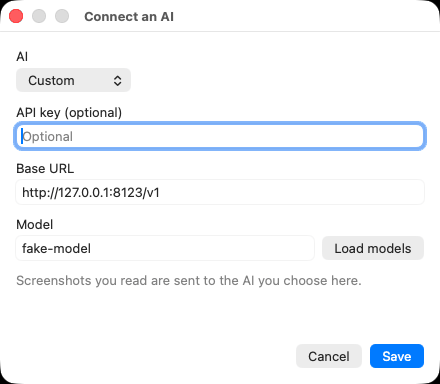 Connect an AI
AI
Custom
API key (optional)
Optional
Base URL
http://127.0.0.1:8123/v1
Model
fake-model
Load models
Screenshots you read are sent to the AI you choose here.
Cancel
Save